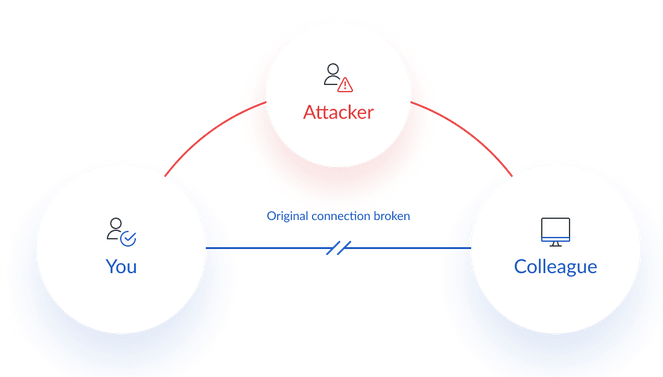 Attacker
Original connection broken
You
Colleague